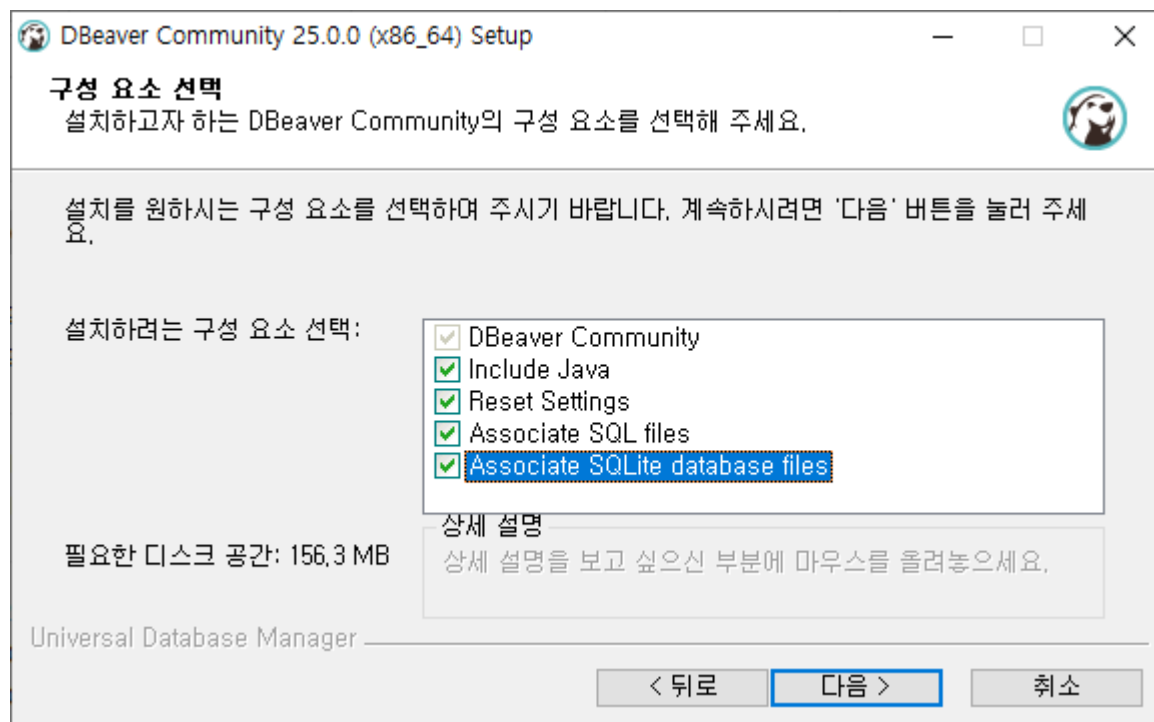 DBeaver Community 25.0.0 (x86_64) Setup
구성 요소 선택
설치하고자 하는 DBeaver Community의 구성 요소를 선택해 주세요.
설치를 원하시는 구성 요소를 선택하여 주시기 바랍니다. 계속하시려면 '다음' 버튼을 눌러 주세
요.
설치하려는 구성 요소 선택:
DBeaver Community
Include Java
Reset Settings
Associate SQL files
Associate SQLite database files
필요한 디스크 공간: 156.3 MB
상세 설명
상세 설명을 보고 싶으신 부분에 마우스를 올려놓으세요.
Universal Database Manager
< 뒤로
다음 >
취소